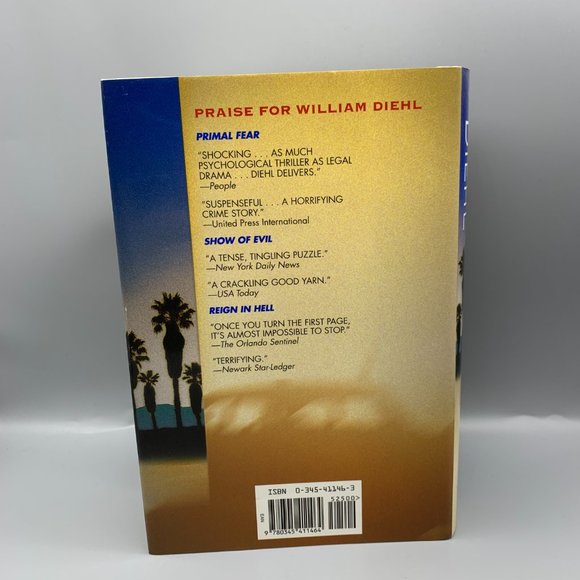 PRAISE FOR WILLIAM DIEHL
PRIMAL FEAR
"SHOCKING . . . AS MUCH
PSYCHOLOGICAL THRILLER AS LEGAL
DRAMA . . . DIEHL DELIVERS."
—People
"SUSPENSEFUL . . . A HORRIFYING
CRIME STORY."
—United Press International
SHOW OF EVIL
"A TENSE, TINGLING PUZZLE."
—New York Daily News
"A CRACKLING GOOD YARN."
—USA Today
REIGN IN HELL
"ONCE YOU TURN THE FIRST PAGE,
IT'S ALMOST IMPOSSIBLE TO STOP."
—The Orlando Sentinel
"TERRIFYING."
—Newark Star-Ledger
ISBN 0-345-41146-3
52500>
EAN
9 780345 411464
DIEHL